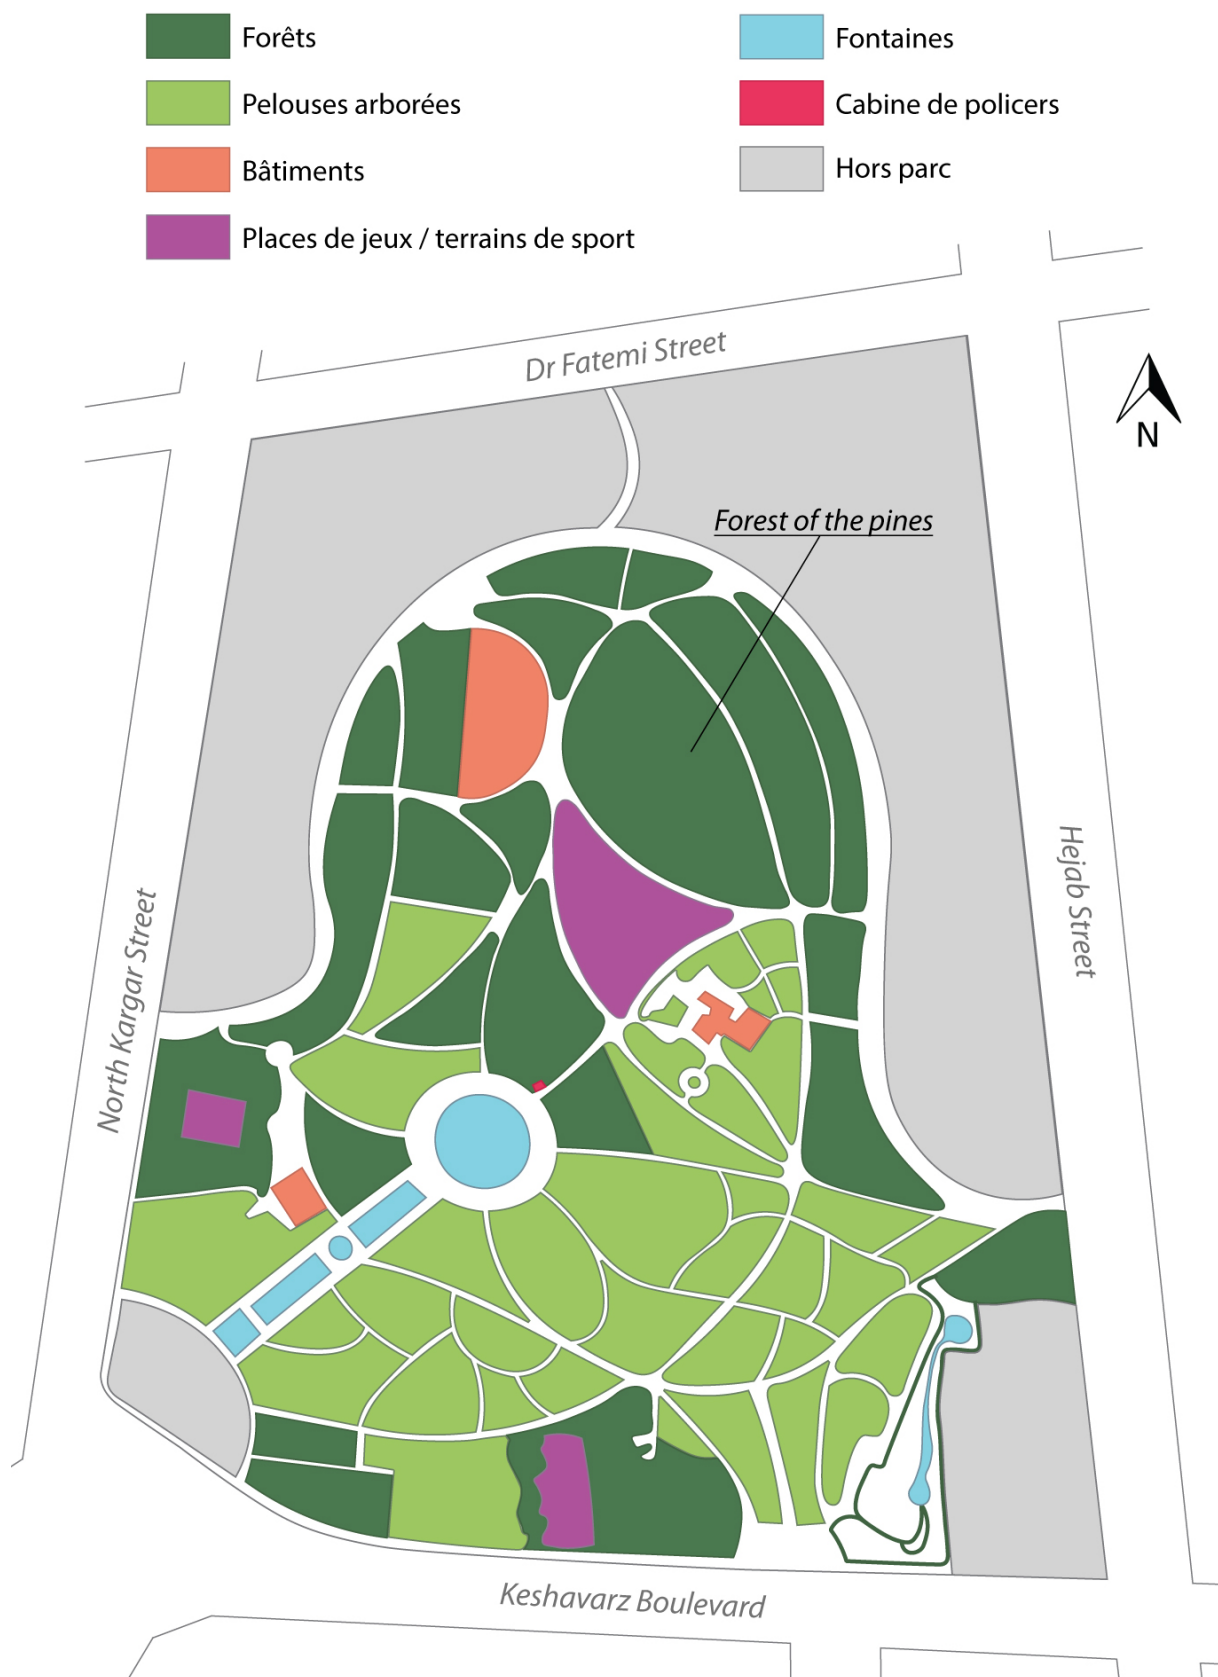 Forêts
Pelouses arborées
Bâtiments
Places de jeux / terrains de sport
Fontaines
Cabine de policers
Hors parc
Dr Fatemi Street
N
Forest of the pines
Hejab Street
North Kargar Street
Keshavarz Boulevard